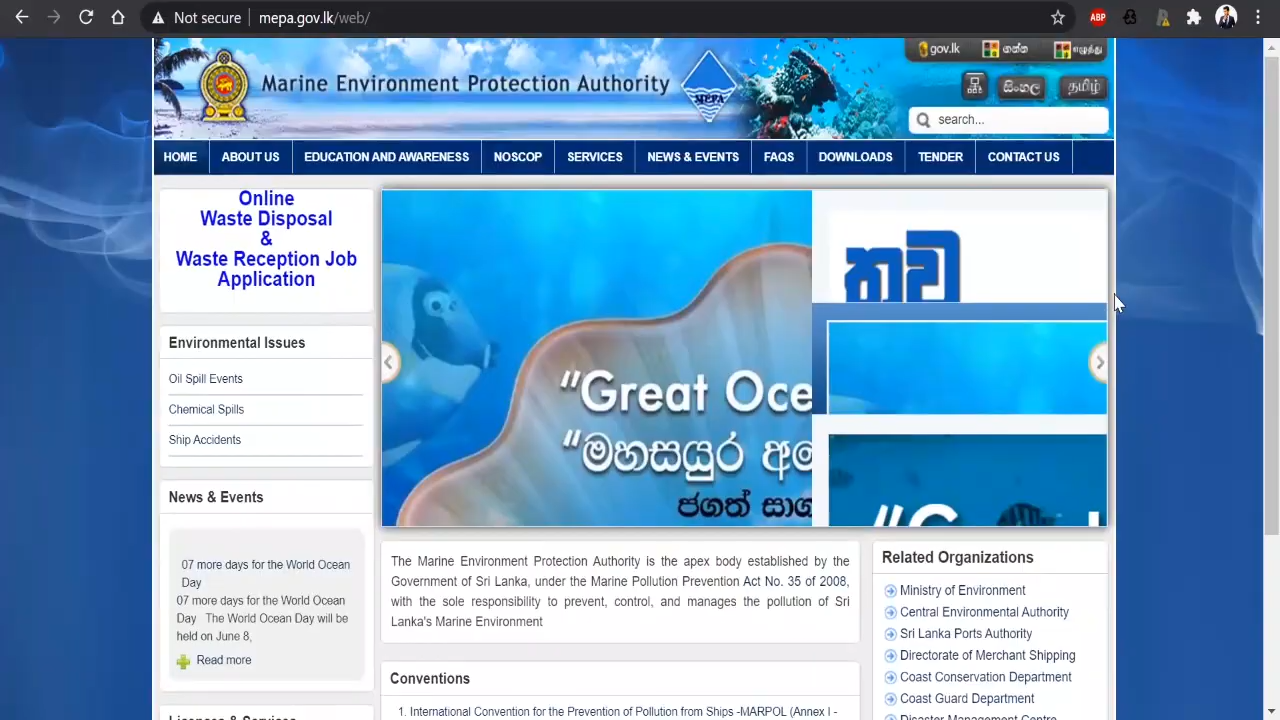 Not secure
mepa.gov.lk/web/
ABP
Marine Environment Protection Authority
MEPA
gov.lk
සිංහල
தமிழ்
search...
HOME
ABOUT US
EDUCATION AND AWARENESS
NOSCOP
SERVICES
NEWS & EVENTS
FAQS
DOWNLOADS
TENDER
CONTACT US
Online
Waste Disposal
&
Waste Reception Job
Application
Environmental Issues
Oil Spill Events
Chemical Spills
Ship Accidents
News & Events
07 more days for the World Ocean
Day
07 more days for the World Ocean
Day The World Ocean Day will be
held on June 8,
Read more
"Great Oce
"මහසයුර අ
ජගත් සාග
තව
The Marine Environment Protection Authority is the apex body established by the
Government of Sri Lanka, under the Marine Pollution Prevention Act No. 35 of 2008,
with the sole responsibility to prevent, control, and manages the pollution of Sri
Lanka's Marine Environment
Conventions
1. International Convention for the Prevention of Pollution from Ships -MARPOL (Annex I -
Related Organizations
Ministry of Environment
Central Environmental Authority
Sri Lanka Ports Authority
Directorate of Merchant Shipping
Coast Conservation Department
Coast Guard Department
Disaster Management Centre
Licences & Services